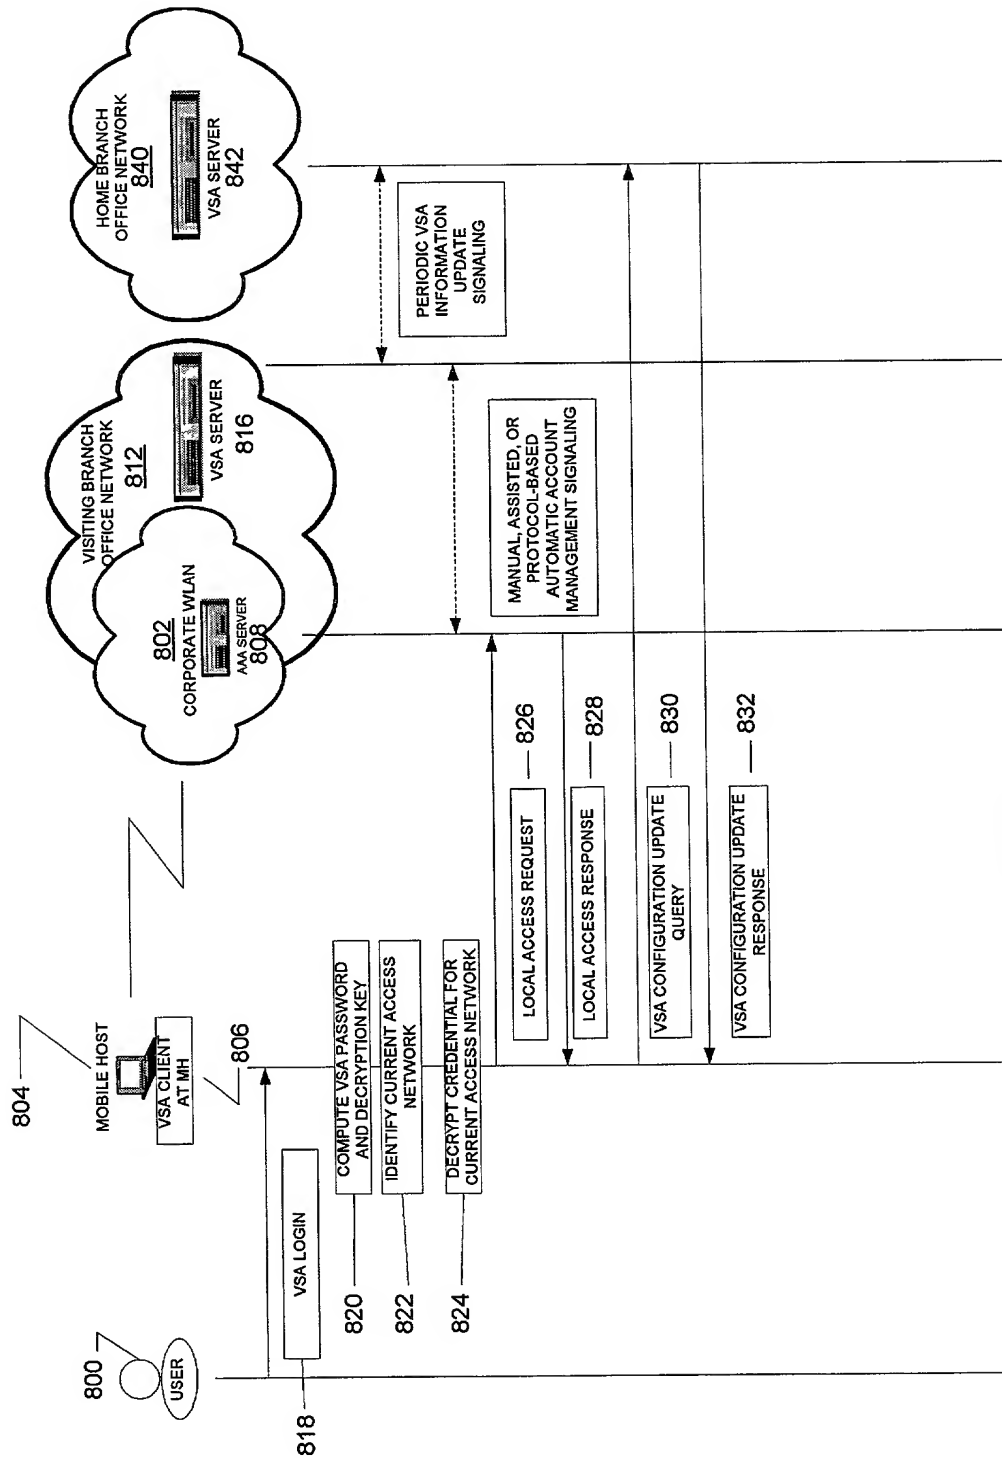 800
USER
804
MOBILE HOST
VSA CLIENT
AT MH
806
802
CORPORATE WLAN
AAA SERVER
808
VISITING BRANCH
OFFICE NETWORK
812
VSA SERVER
816
HOME BRANCH
OFFICE NETWORK
840
VSA SERVER
842
VSA LOGIN
818
COMPUTE VSA PASSWORD
AND DECRYPTION KEY
820
IDENTIFY CURRENT ACCESS
NETWORK
822
DECRYPT CREDENTIAL FOR
CURRENT ACCESS NETWORK
824
PERIODIC VSA
INFORMATION
UPDATE
SIGNALING
MANUAL, ASSISTED, OR
PROTOCOL-BASED
AUTOMATIC ACCOUNT
MANAGEMENT SIGNALING
LOCAL ACCESS REQUEST
826
LOCAL ACCESS RESPONSE
828
VSA CONFIGURATION UPDATE
QUERY
830
VSA CONFIGURATION UPDATE
RESPONSE
832